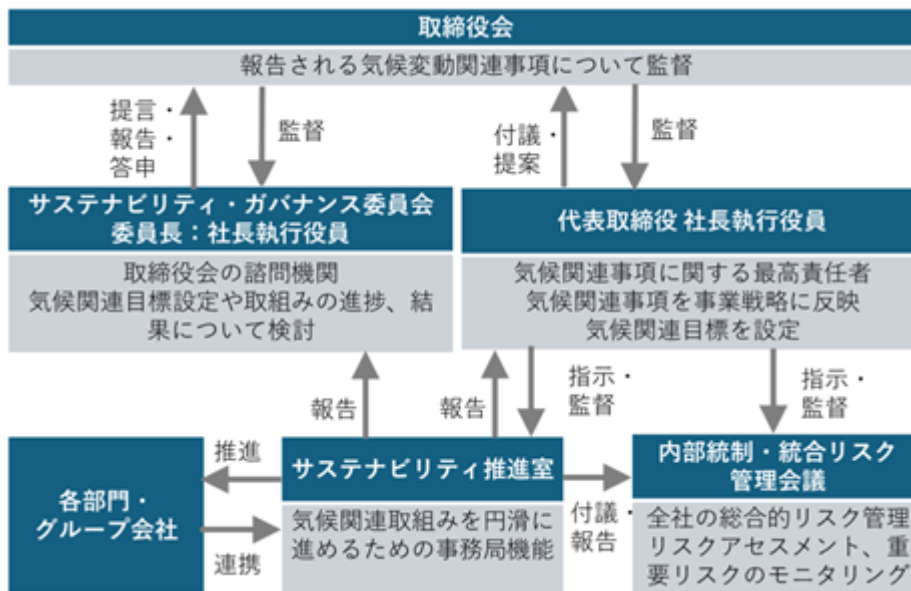 取締役会
報告される気候変動関連事項について監督
提言・
報告・
答申
監督
付議・
提案
監督
サステナビリティ・ガバナンス委員会
委員長：社長執行役員
取締役会の諮問機関
気候関連目標設定や取組みの進捗、結
果について検討
代表取締役 社長執行役員
気候関連事項に関する最高責任者
気候関連事項を事業戦略に反映
気候関連目標を設定
報告
報告
指示・
監督
指示・
監督
各部門・
グループ会社
推進
連携
サステナビリティ推進室
気候関連取組みを円滑に
進めるための事務局機能
付議・
報告
内部統制・統合リスク
管理会議
全社の総合的リスク管理
リスクアセスメント、重
要リスクのモニタリング